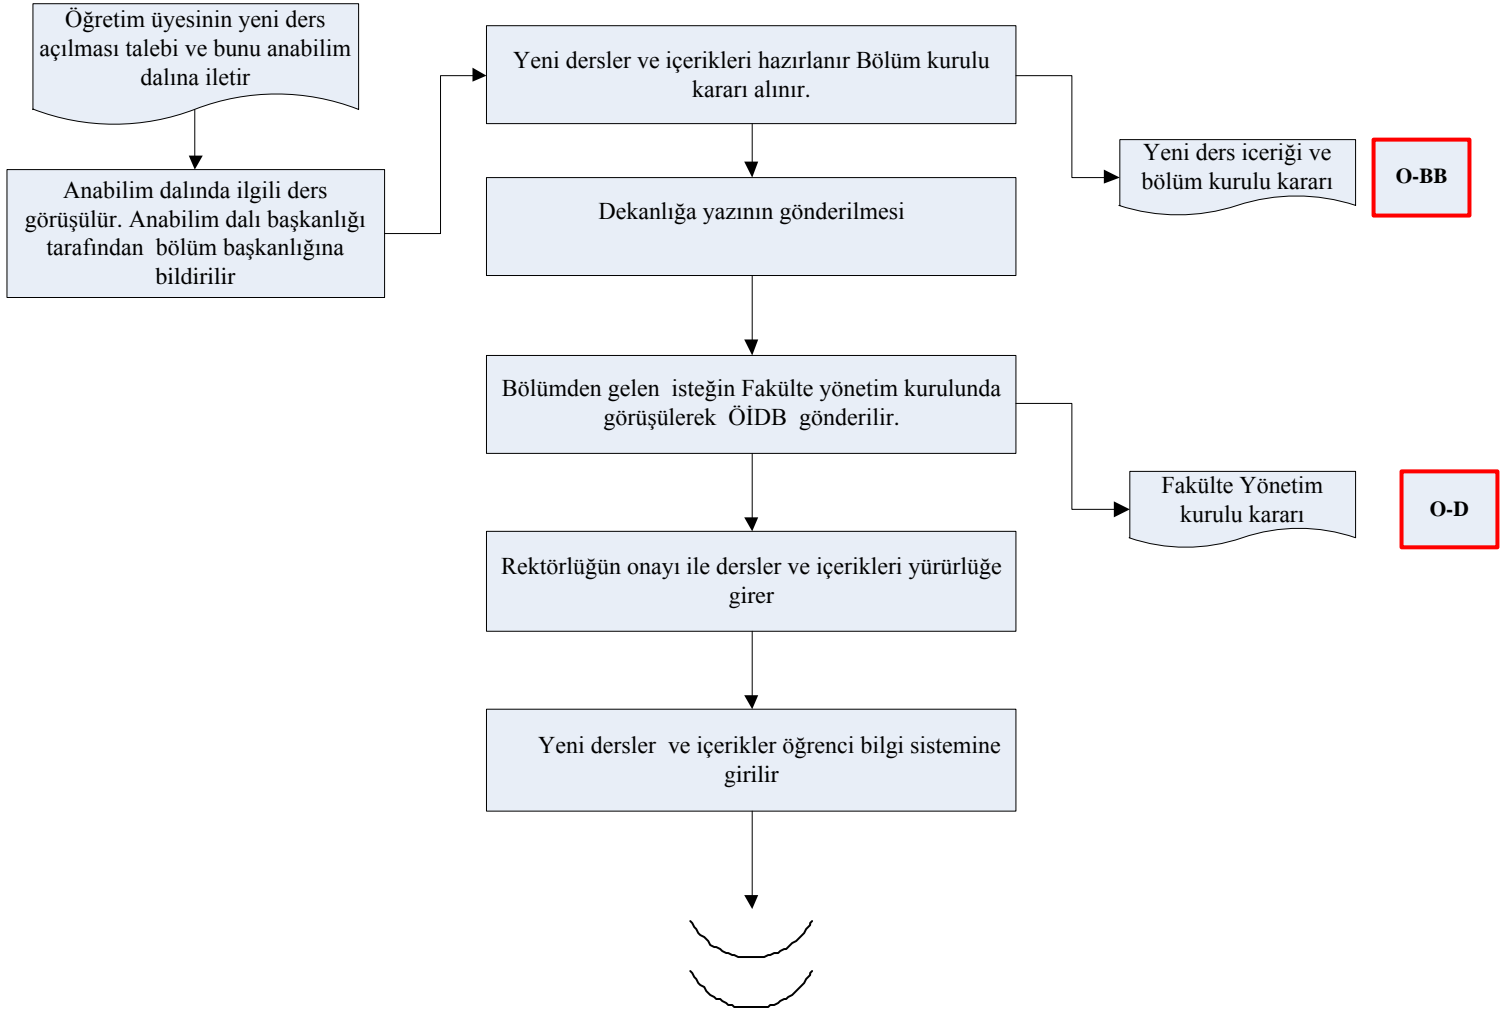 Öğretim üyesinin yeni ders
açılması talebi ve bunu anabilim
dalına iletir
Anabilim dalında ilgili ders
görüşülür. Anabilim dalı başkanlığı
tarafından bölüm başkanlığına
bildirilir
Yeni dersler ve içerikleri hazırlanır Bölüm kurulu
kararı alınır.
Yeni ders iceriği ve
bölüm kurulu kararı
O-BB
Dekanlığa yazının gönderilmesi
Bölümden gelen isteğin Fakülte yönetim kurulunda
görüşülerek ÖİDB gönderilir.
Fakülte Yönetim
kurulu kararı
O-D
Rektörlüğün onayı ile dersler ve içerikleri yürürlüğe
girer
Yeni dersler ve içerikler öğrenci bilgi sistemine
girilir